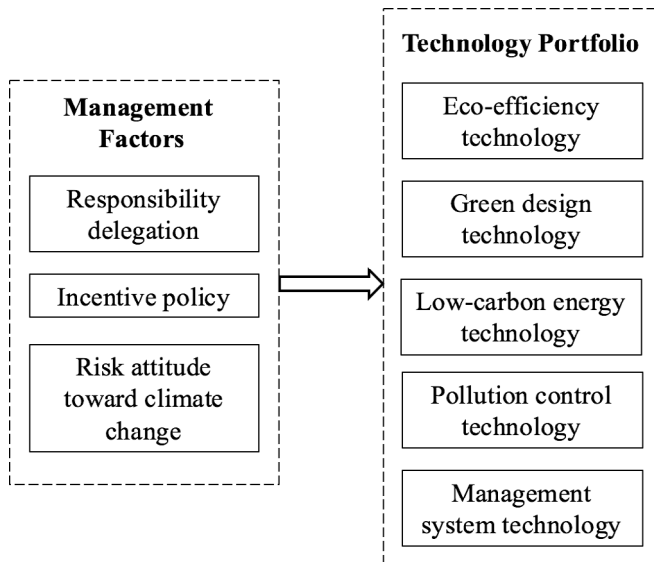 Management
Factors
Responsibility
delegation
Incentive policy
Risk attitude
toward climate
change
Technology Portfolio
Eco-efficiency
technology
Green design
technology
Low-carbon energy
technology
Pollution control
technology
Management
system technology